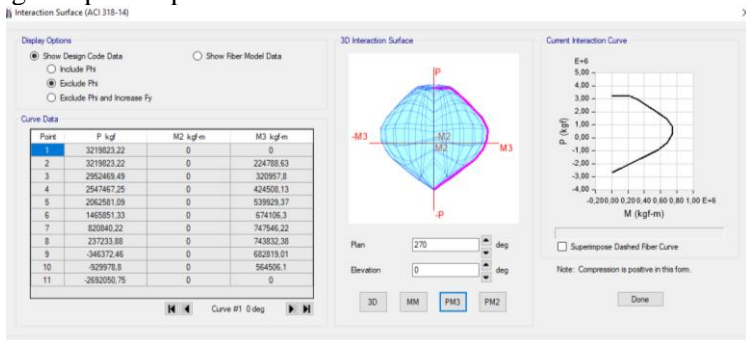 Interaction Surface (ACI 318-14)
Display Options
Show Design Code Data
Show Fiber Model Data
Include Phi
Exclude Phi
Exclude Phi and Increase Fy
Curve Data
Point P kgf M2 kgf-m M3 kgf-m
1 3219823,22 0 0
2 3219823,22 0 224788,63
3 2952469,49 0 320957,8
4 2547467,25 0 424508,13
5 2062581,09 0 539929,37
6 1465851,33 0 674106,3
7 820840,22 0 747546,22
8 237233,88 0 743832,38
9 -346372,46 0 682819,01
10 -929978,8 0 564506,1
11 -2692050,75 0 0
Curve #1 0 deg
3D Interaction Surface
P
-M3
-M2
M2
M3
-P
Plan 270 deg
Elevation 0 deg
3D MM PM3 PM2
Current Interaction Curve
E+6
5,00
4,00
3,00
2,00
1,00
0,00
-1,00
-2,00
-3,00
-4,00
P (kgf)
-0,20 0,00 0,20 0,40 0,60 0,80 1,00 E+6
M (kgf-m)
Superimpose Dashed Fiber Curve
Note: Compression is positive in this form.
Done